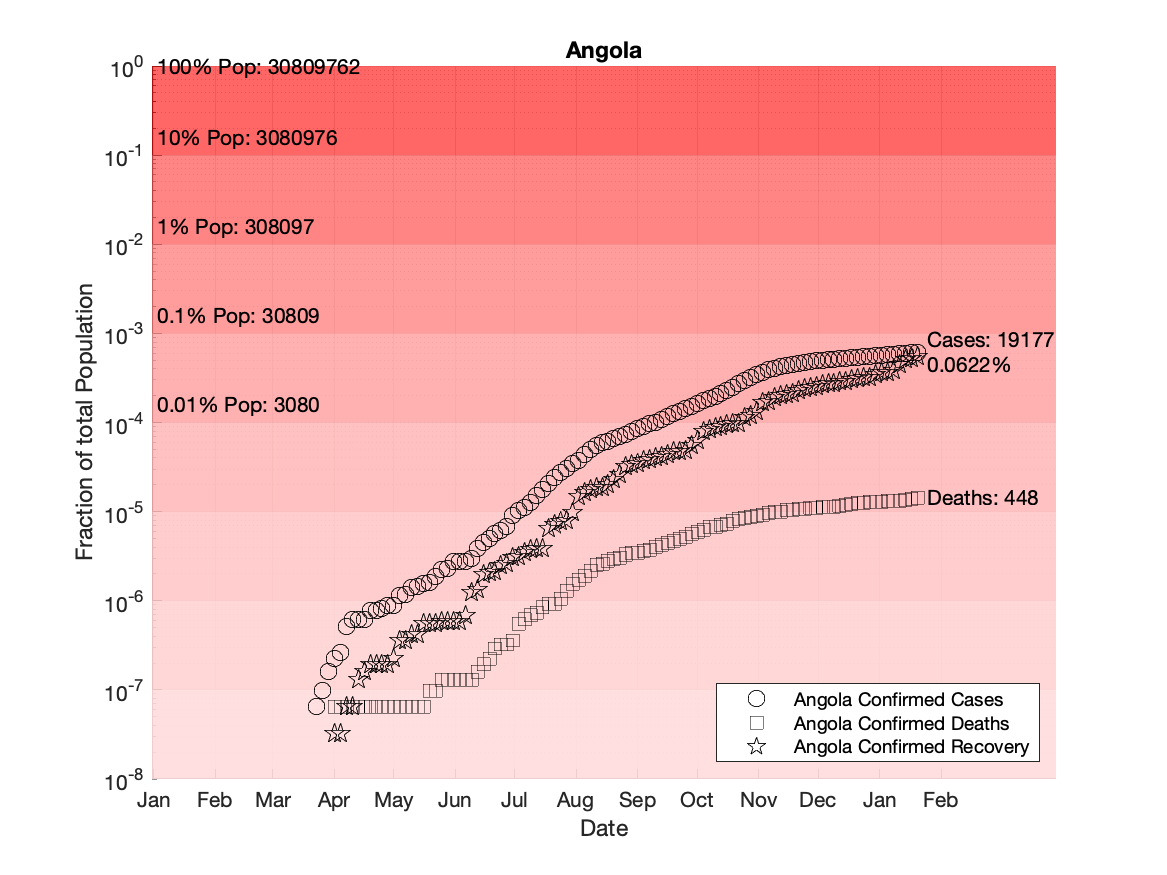 Angola
10^0
100% Pop: 30809762
10% Pop: 3080976
10^-1
1% Pop: 308097
10^-2
0.1% Pop: 30809
10^-3
0.01% Pop: 3080
10^-4
10^-5
10^-6
10^-7
10^-8
Fraction of total Population
Cases: 19177
0.0622%
Deaths: 448
Angola Confirmed Cases
Angola Confirmed Deaths
Angola Confirmed Recovery
Jan Feb Mar Apr May Jun Jul Aug Sep Oct Nov Dec Jan Feb
Date